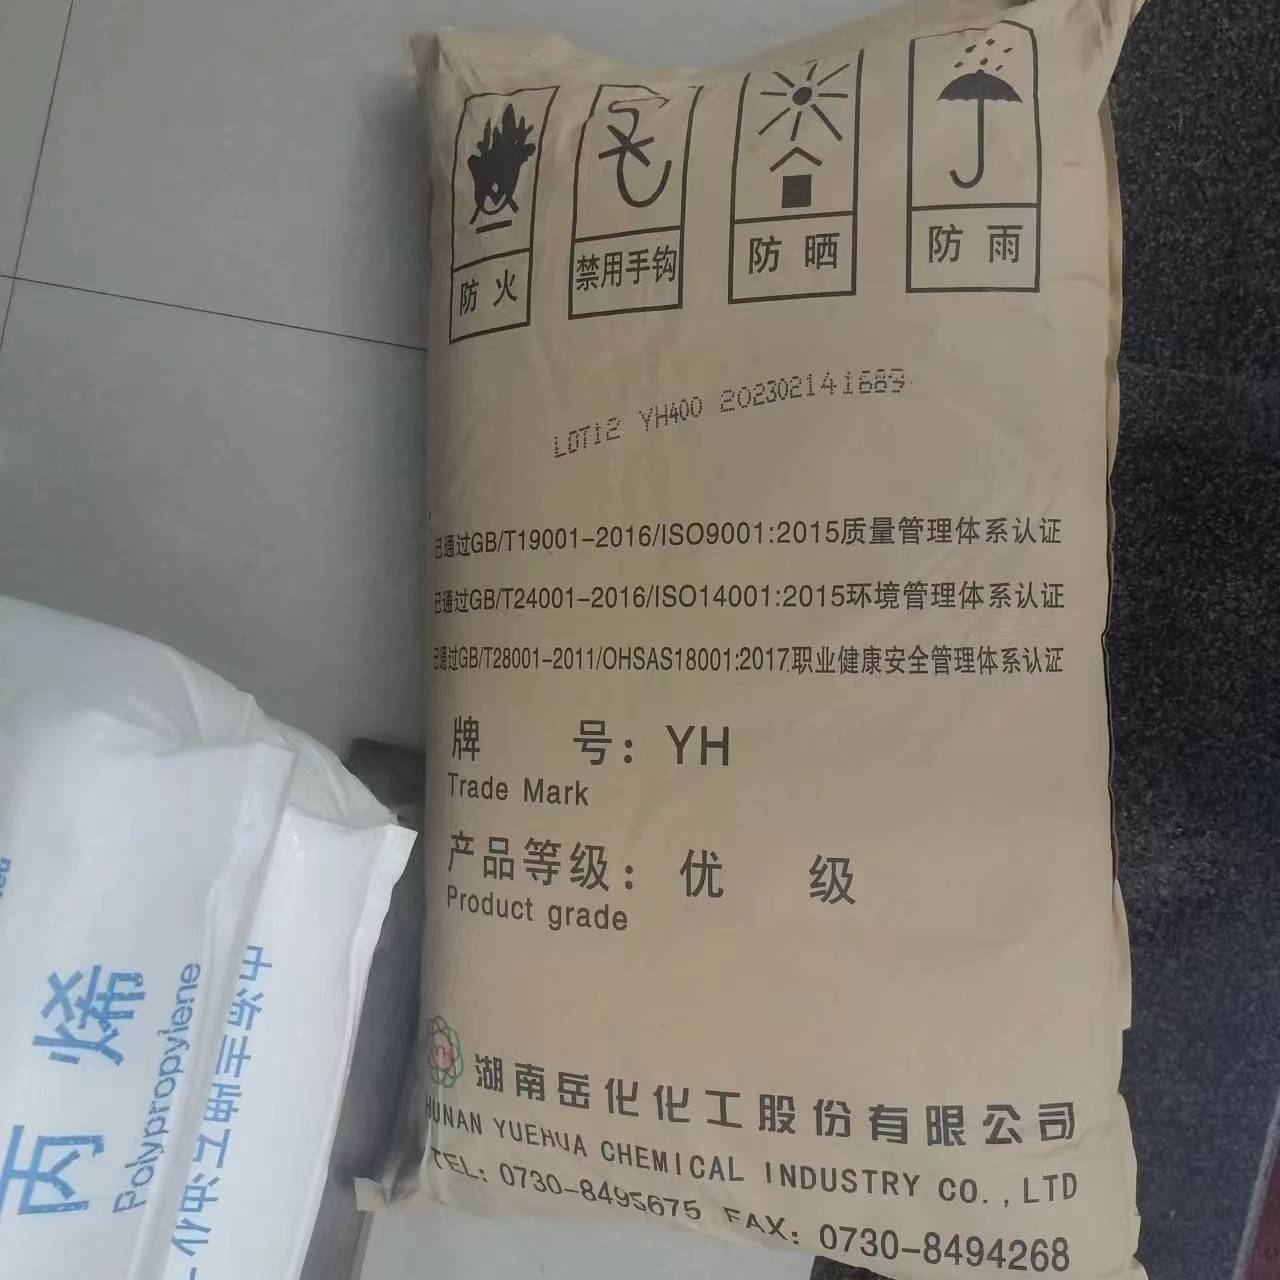 防火
禁用手钩
防晒
防雨
LOT12 YH400 202302141689
已通过GB/T19001-2016/ISO9001:2015质量管理体系认证
已通过GB/T24001-2016/ISO14001:2015环境管理体系认证
已通过GB/T28001-2011/OHSAS18001:2017职业健康安全管理体系认证
牌 号：YH
Trade Mark
产品等级：优 级
Product grade
湖南岳化化工股份有限公司
HUNAN YUEHUA CHEMICAL INDUSTRY CO.,LTD
TEL：0730-8495675 FAX：0730-8494268
丙烯
Polypropylene